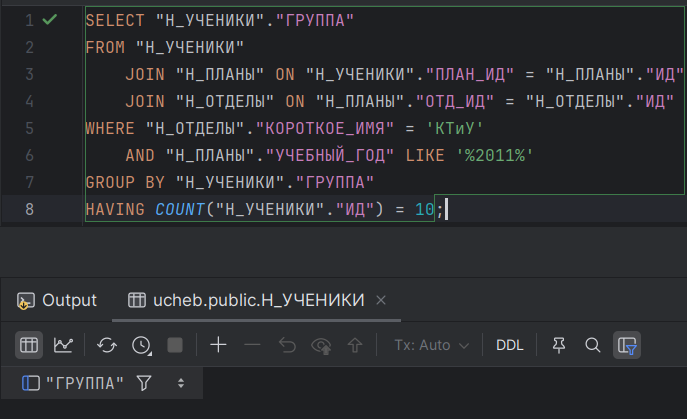 1 SELECT "Н_УЧЕНИКИ"."ГРУППА"
2 FROM "Н_УЧЕНИКИ"
3 JOIN "Н_ПЛАНЫ" ON "Н_УЧЕНИКИ"."ПЛАН_ИД" = "Н_ПЛАНЫ"."ИД"
4 JOIN "Н_ОТДЕЛЫ" ON "Н_ПЛАНЫ"."ОТД_ИД" = "Н_ОТДЕЛЫ"."ИД"
5 WHERE "Н_ОТДЕЛЫ"."КОРОТКОЕ_ИМЯ" = 'КТиУ'
6 AND "Н_ПЛАНЫ"."УЧЕБНЫЙ_ГОД" LIKE '%2011%'
7 GROUP BY "Н_УЧЕНИКИ"."ГРУППА"
8 HAVING COUNT("Н_УЧЕНИКИ"."ИД") = 10;
Output ucheb.public.Н_УЧЕНИКИ
Tx: Auto DDL
"ГРУППА"